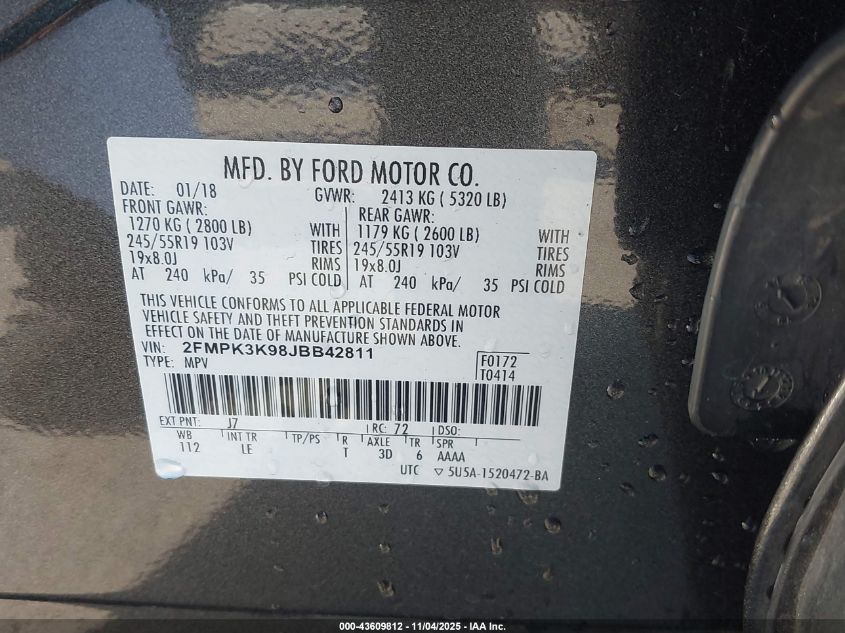 MFD. BY FORD MOTOR CO.
DATE: 01/18 GVWR: 2413 KG ( 5320 LB)
FRONT GAWR: REAR GAWR:
1270 KG ( 2800 LB) WITH 1179 KG ( 2600 LB) WITH
245/55R19 103V TIRES 245/55R19 103V TIRES
19x8.0J RIMS 19x8.0J RIMS
AT 240 kPa/ 35 PSI COLD AT 240 kPa/ 35 PSI COLD
THIS VEHICLE CONFORMS TO ALL APPLICABLE FEDERAL MOTOR
VEHICLE SAFETY AND THEFT PREVENTION STANDARDS IN
EFFECT ON THE DATE OF MANUFACTURE SHOWN ABOVE.
VIN: 2FMPK3K98JBB42811
TYPE: MPV
F0172
T0414
EXT PNT: J7 RC: 72 DSO:
WB INT TR TP/PS R AXLE TR SPR
112 LE T 3D 6 AAAA
UTC ▽ 5U5A-1520472-BA
000-43609812 - 11/04/2025 - IAA Inc.